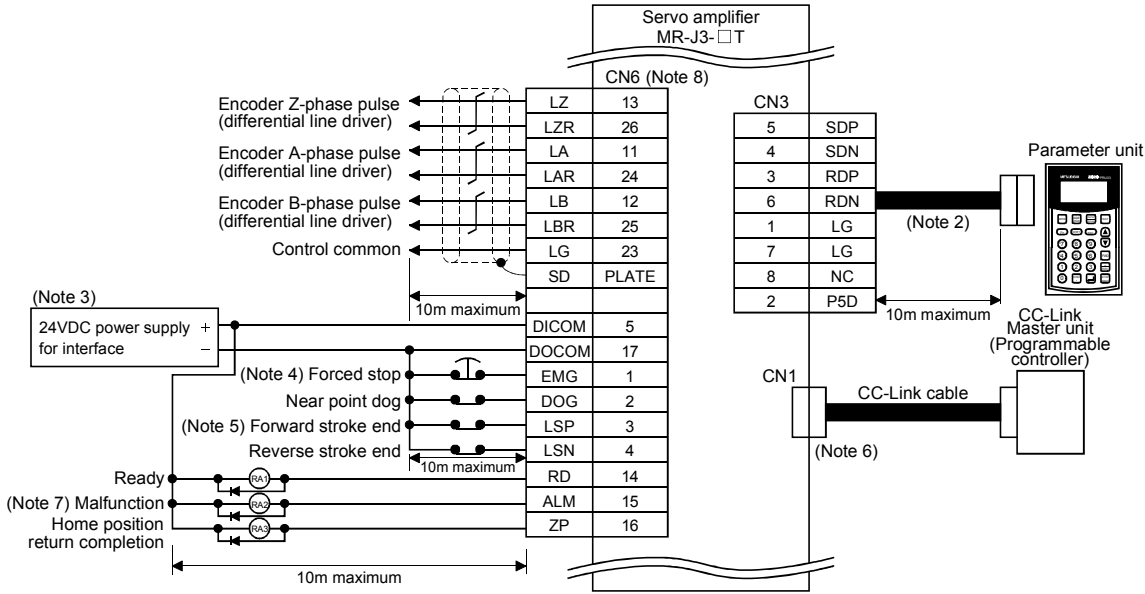 Servo amplifier
MR-J3-□T
CN6 (Note 8)
Encoder Z-phase pulse
(differential line driver)
Encoder A-phase pulse
(differential line driver)
Encoder B-phase pulse
(differential line driver)
Control common
LZ 13
LZR 26
LA 11
LAR 24
LB 12
LBR 25
LG 23
SD PLATE
10m maximum
(Note 3)
24VDC power supply +
for interface −
DICOM 5
DOCOM 17
(Note 4) Forced stop EMG 1
Near point dog DOG 2
(Note 5) Forward stroke end LSP 3
Reverse stroke end LSN 4
10m maximum
Ready RA1 RD 14
(Note 7) Malfunction RA2 ALM 15
Home position
return completion
RA3 ZP 16
10m maximum
CN3
5 SDP
4 SDN
3 RDP
6 RDN
1 LG
7 LG
8 NC
2 P5D
(Note 2)
10m maximum
Parameter unit
CN1
(Note 6)
CC-Link cable
CC-Link
Master unit
(Programmable
controller)